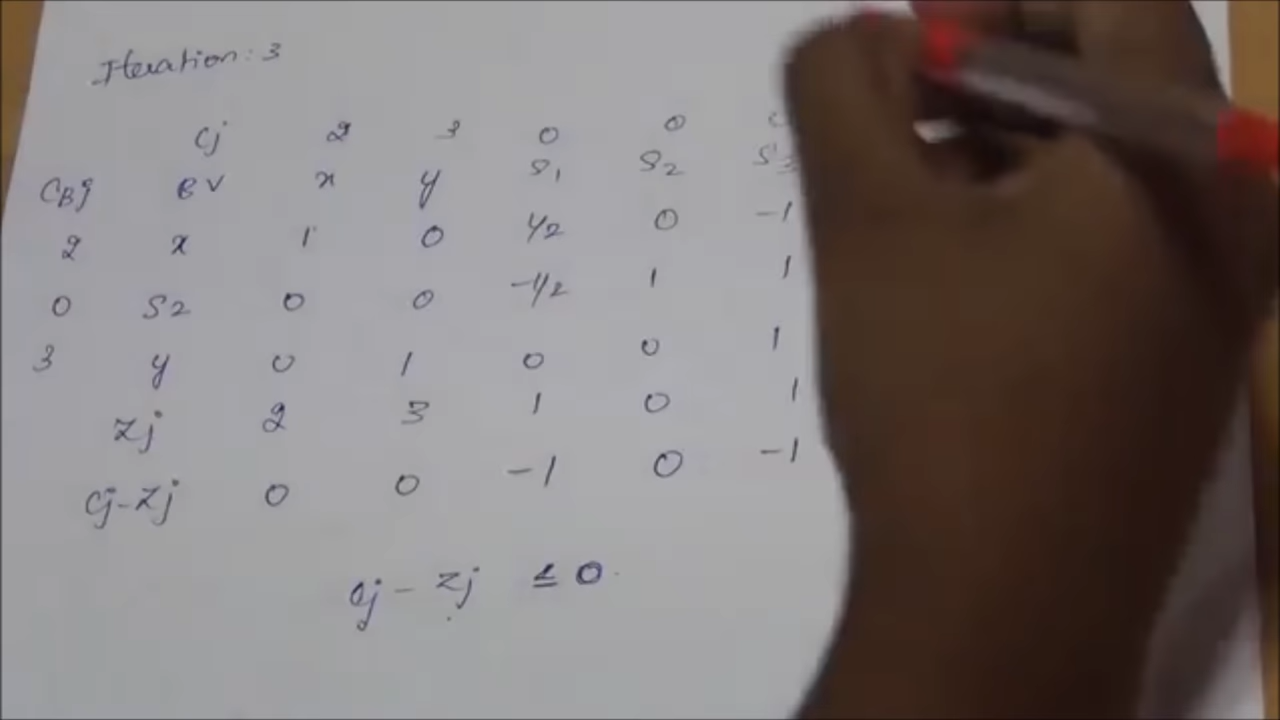 Iteration: 3
Cj 2 3 0 0
CBj BV x y S1 S2 S3
2 x 1 0 1/2 0 -1
0 S2 0 0 -1/2 1 1
3 y 0 1 0 0 1
Zj 2 3 1 0 1
Cj-Zj 0 0 -1 0 -1
Cj - Zj ≤ 0.